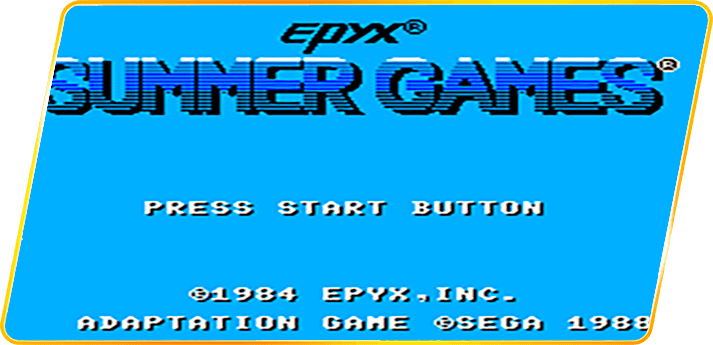 EPYX®
SUMMER GAMES®
PRESS START BUTTON
©1984 EPYX,INC.
ADAPTATION GAME ©SEGA 1988